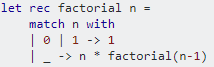 let rec factorial n =
    match n with
    | 0 | 1 -> 1
    | _ -> n * factorial(n-1)